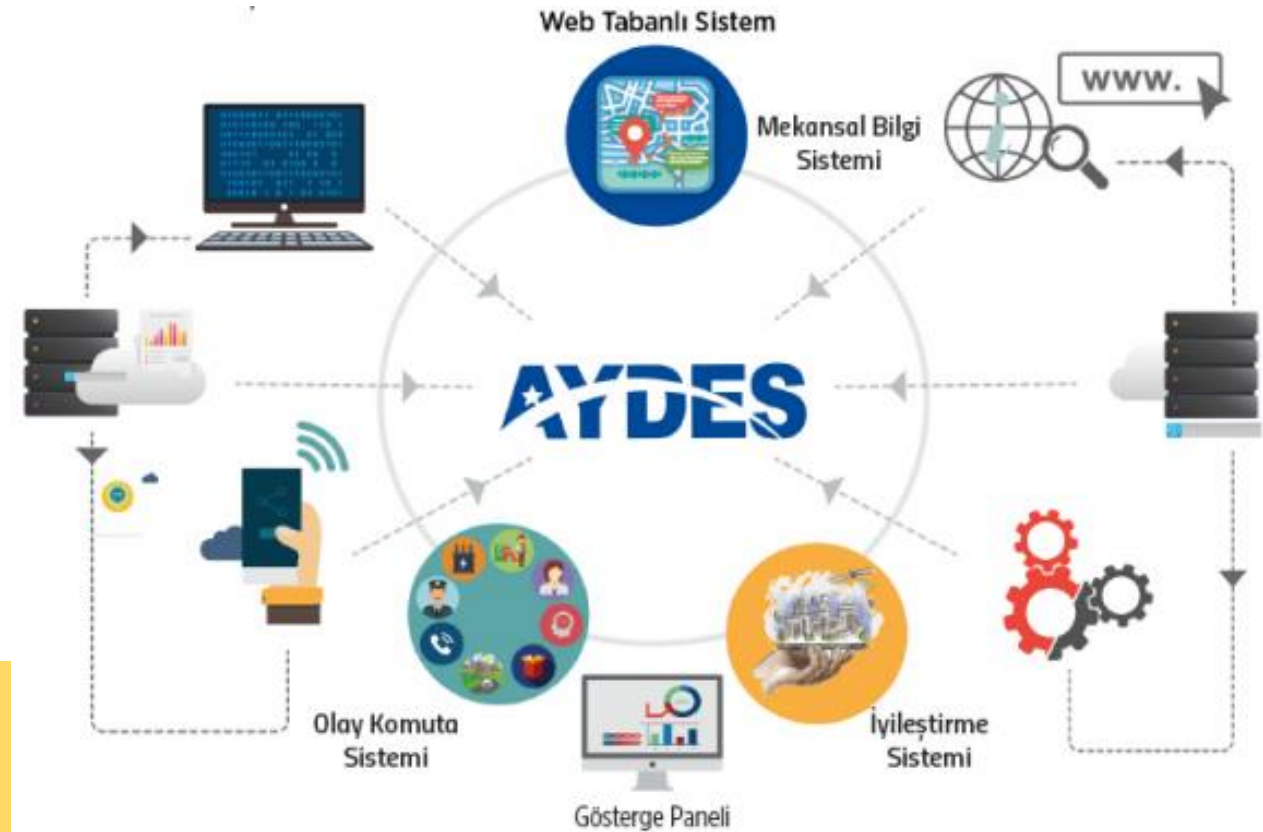 Web Tabanlı Sistem
www.
Mekansal Bilgi
Sistemi
AYDES
Olay Komuta
Sistemi
İyileştirme
Sistemi
Gösterge Paneli